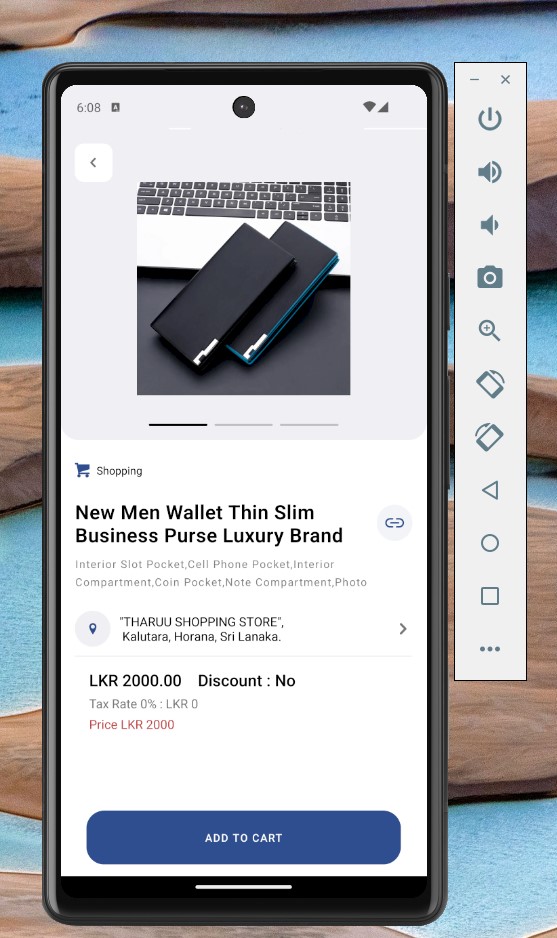 6:08 A
Shopping
New Men Wallet Thin Slim
Business Purse Luxury Brand
Interior Slot Pocket,Cell Phone Pocket,Interior
Compartment,Coin Pocket,Note Compartment,Photo
"THARUU SHOPPING STORE",
Kalutara, Horana, Sri Lanaka.
LKR 2000.00 Discount : No
Tax Rate 0% : LKR 0
Price LKR 2000
ADD TO CART